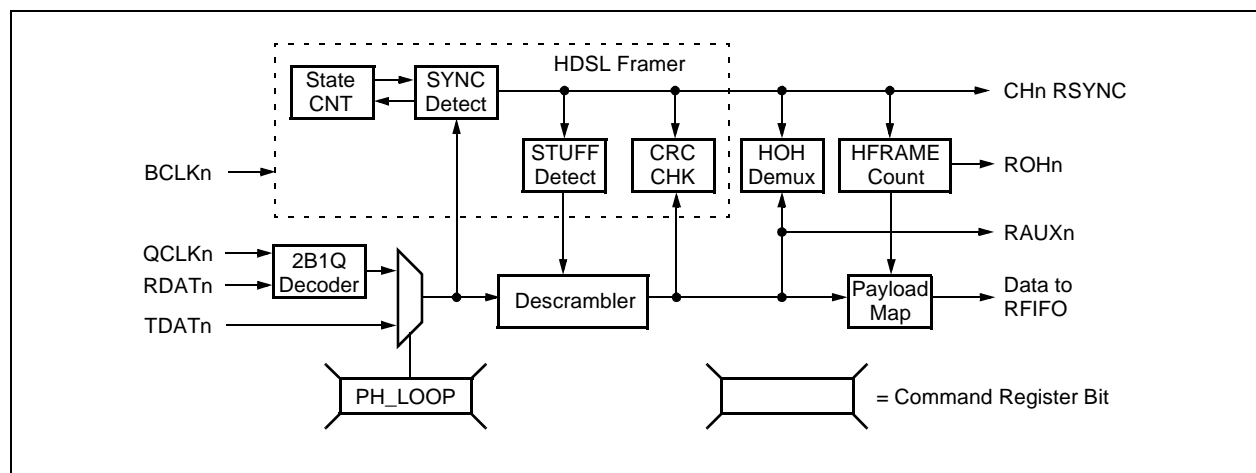 HDSL Framer
State
CNT
SYNC
Detect
CHn RSYNC
BCLKn
STUFF
Detect
CRC
CHK
HOH
Demux
HFRAME
Count
ROHn
RAUXn
QCLKn
RDATn
2B1Q
Decoder
TDATn
Descrambler
Payload
Map
Data to
RFIFO
PH_LOOP
= Command Register Bit